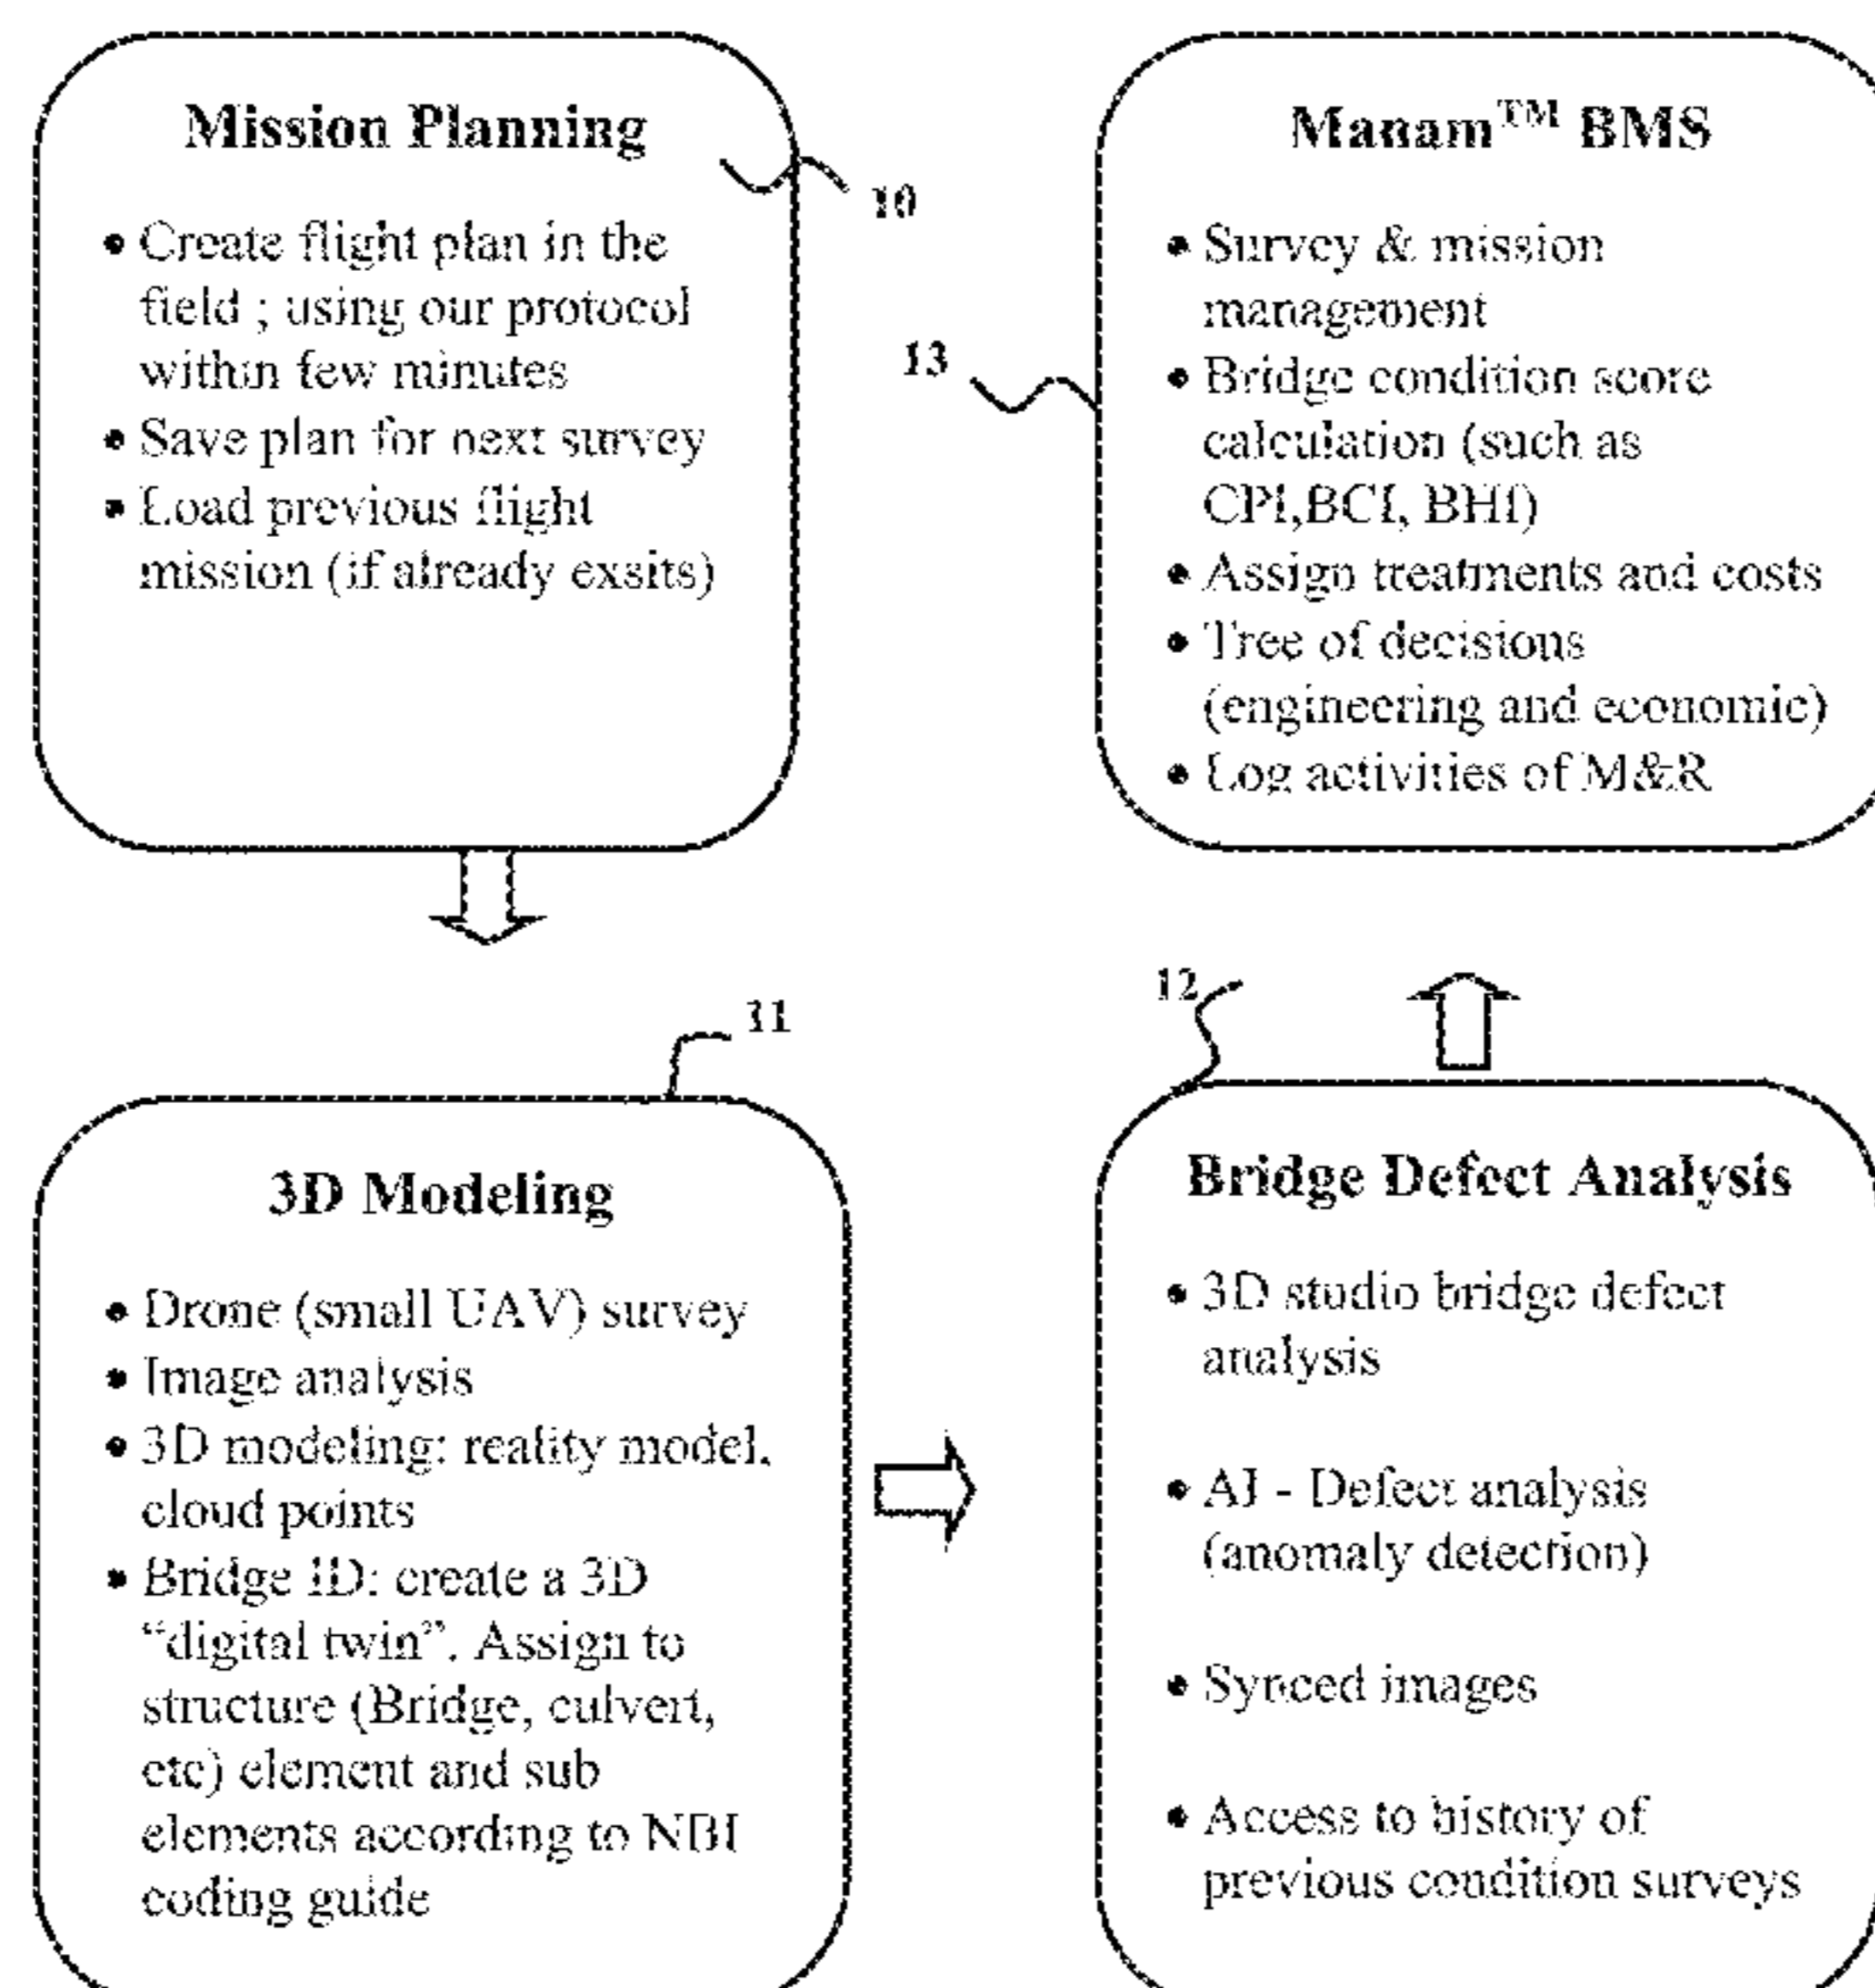 Mission Planning
10
• Create flight plan in the
field ; using our protocol
within few minutes
• Save plan for next survey
• Load previous flight
mission (if already exsits)
11
3D Modeling
• Drone (small UAV) survey
• Image analysis
• 3D modeling: reality model,
cloud points
• Bridge ID: create a 3D
“digital twin”. Assign to
structure (Bridge, culvert,
etc) element and sub
elements according to NBI
coding guide
12
Bridge Defect Analysis
• 3D studio bridge defect
analysis
• AI - Defect analysis
(anomaly detection)
• Synced images
• Access to history of
previous condition surveys
13
Manam™ BMS
• Survey & mission
management
• Bridge condition score
calculation (such as
CPI,BCI, BHI)
• Assign treatments and costs
• Tree of decisions
(engineering and economic)
• Log activities of M&R